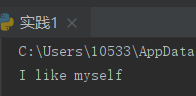 实践1 ×
C:\Users\10533\AppData
I like myself